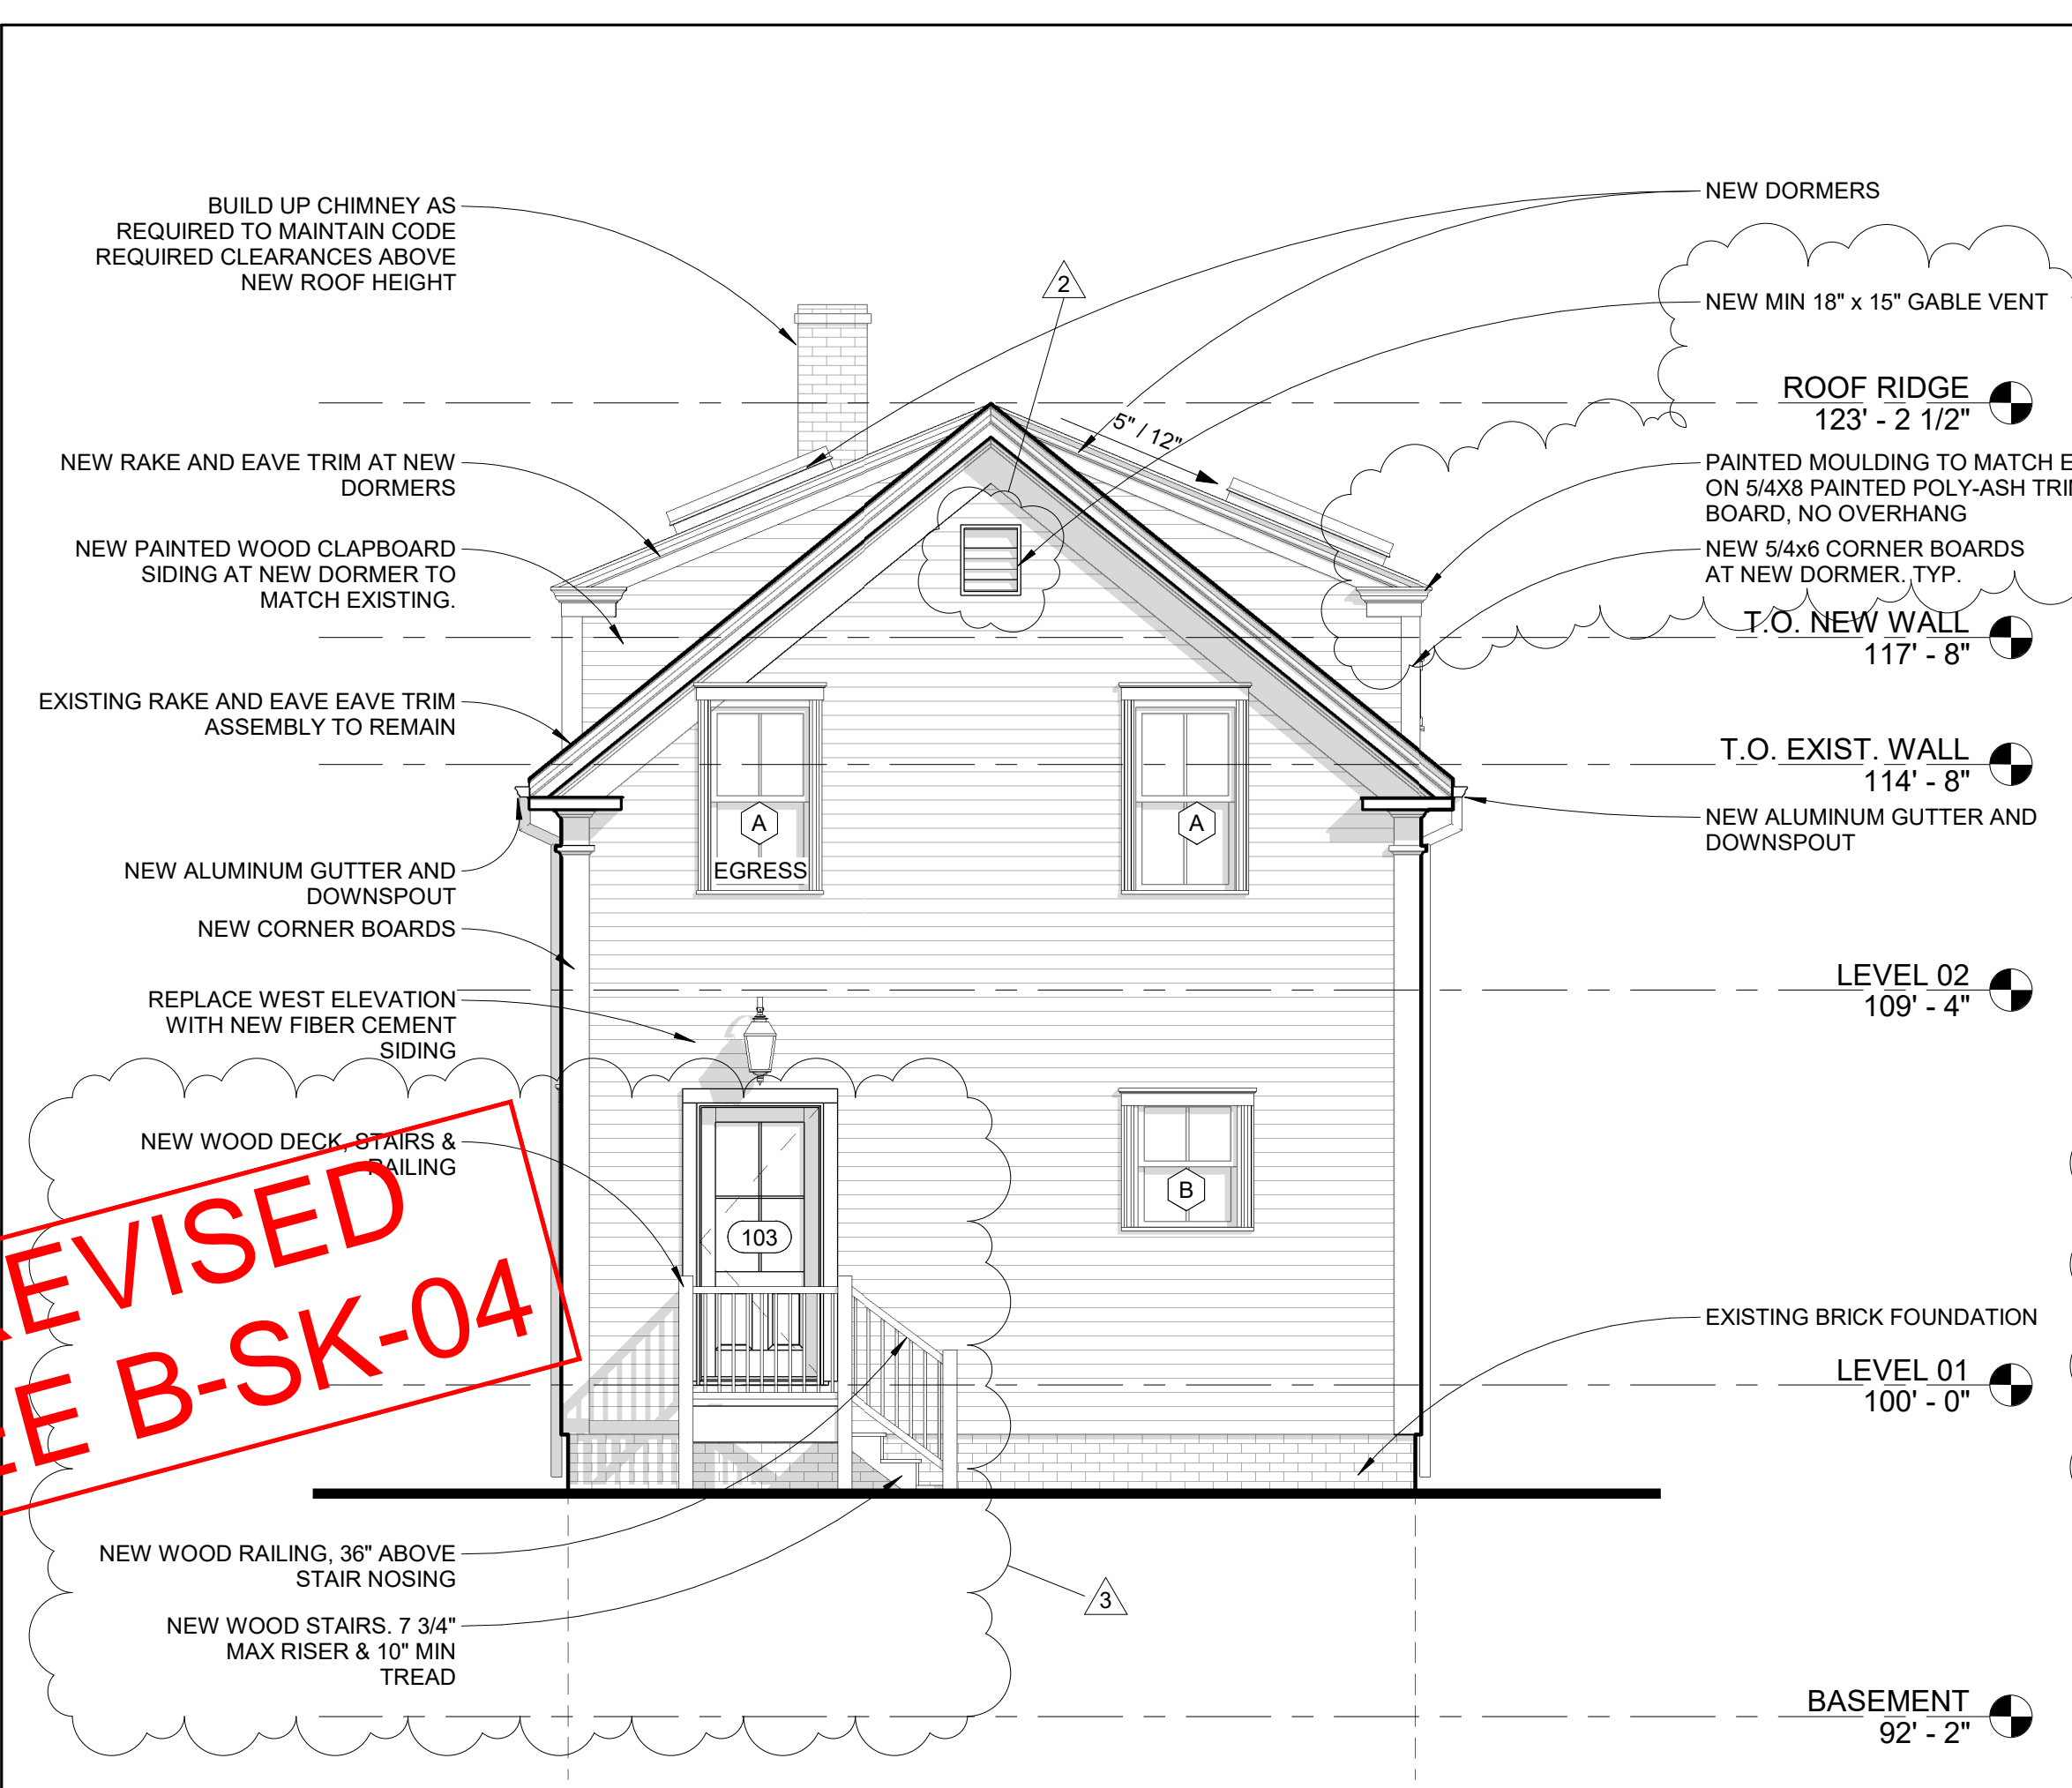 BUILD UP CHIMNEY AS
REQUIRED TO MAINTAIN CODE
REQUIRED CLEARANCES ABOVE
NEW ROOF HEIGHT
NEW RAKE AND EAVE TRIM AT NEW
DORMERS
NEW PAINTED WOOD CLAPBOARD
SIDING AT NEW DORMER TO
MATCH EXISTING.
EXISTING RAKE AND EAVE EAVE TRIM
ASSEMBLY TO REMAIN
NEW ALUMINUM GUTTER AND
DOWNSPOUT
NEW CORNER BOARDS
REPLACE WEST ELEVATION
WITH NEW FIBER CEMENT
SIDING
NEW WOOD DECK, STAIRS &
RAILING
EVISED
B-SK-04
NEW WOOD RAILING, 36" ABOVE
STAIR NOSING
NEW WOOD STAIRS. 7 3/4"
MAX RISER & 10" MIN
TREAD
2
5" / 12"
A
EGRESS
A
103
B
3
NEW DORMERS
NEW MIN 18" x 15" GABLE VENT
ROOF RIDGE
123' - 2 1/2"
PAINTED MOULDING TO MATCH
ON 5/4X8 PAINTED POLY-ASH
BOARD, NO OVERHANG
NEW 5/4x6 CORNER BOARDS
AT NEW DORMER. TYP.
T.O. NEW WALL
117' - 8"
T.O. EXIST. WALL
114' - 8"
NEW ALUMINUM GUTTER AND
DOWNSPOUT
LEVEL 02
109' - 4"
EXISTING BRICK FOUNDATION
LEVEL 01
100' - 0"
BASEMENT
92' - 2"